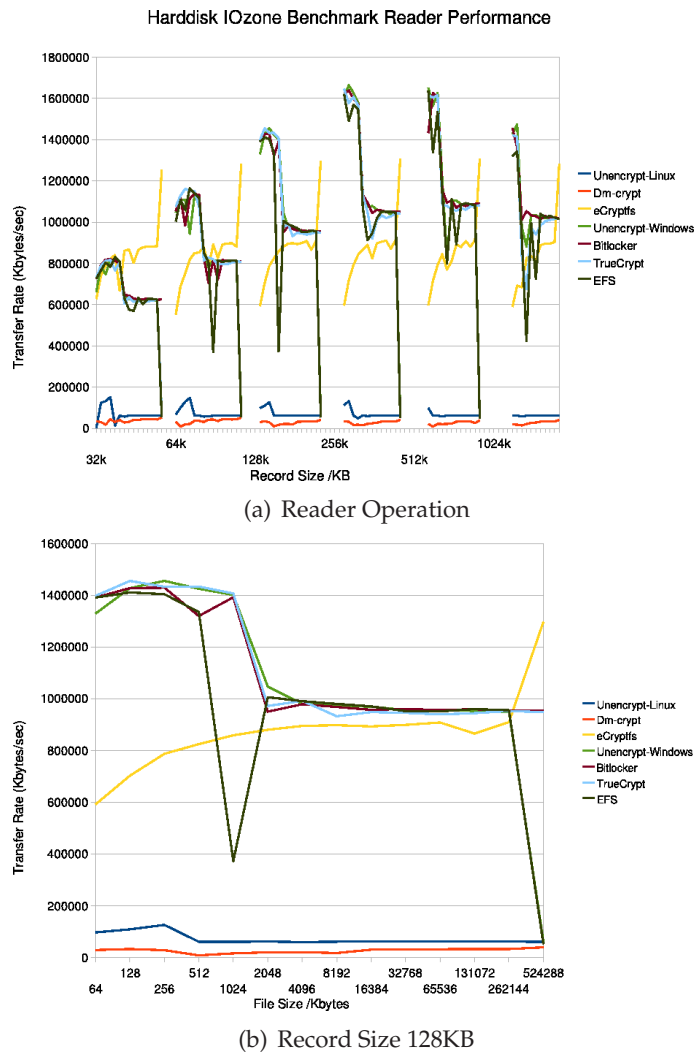 Harddisk IOzone Benchmark Reader Performance
1800000
1600000
1400000
1200000
1000000
800000
600000
400000
200000
0
Transfer Rate (Kbytes/sec)
32k
64k
128k
256k
512k
1024k
Record Size /KB
Unencrypt-Linux
Dm-crypt
eCryptfs
Unencrypt-Windows
Bitlocker
TrueCrypt
EFS
(a) Reader Operation
1600000
1400000
1200000
1000000
800000
600000
400000
200000
0
Transfer Rate (Kbytes/sec)
64
128
256
512
1024
2048
4096
8192
16384
32768
65536
131072
262144
524288
File Size /Kbytes
Unencrypt-Linux
Dm-crypt
eCryptfs
Unencrypt-Windows
Bitlocker
TrueCrypt
EFS
(b) Record Size 128KB